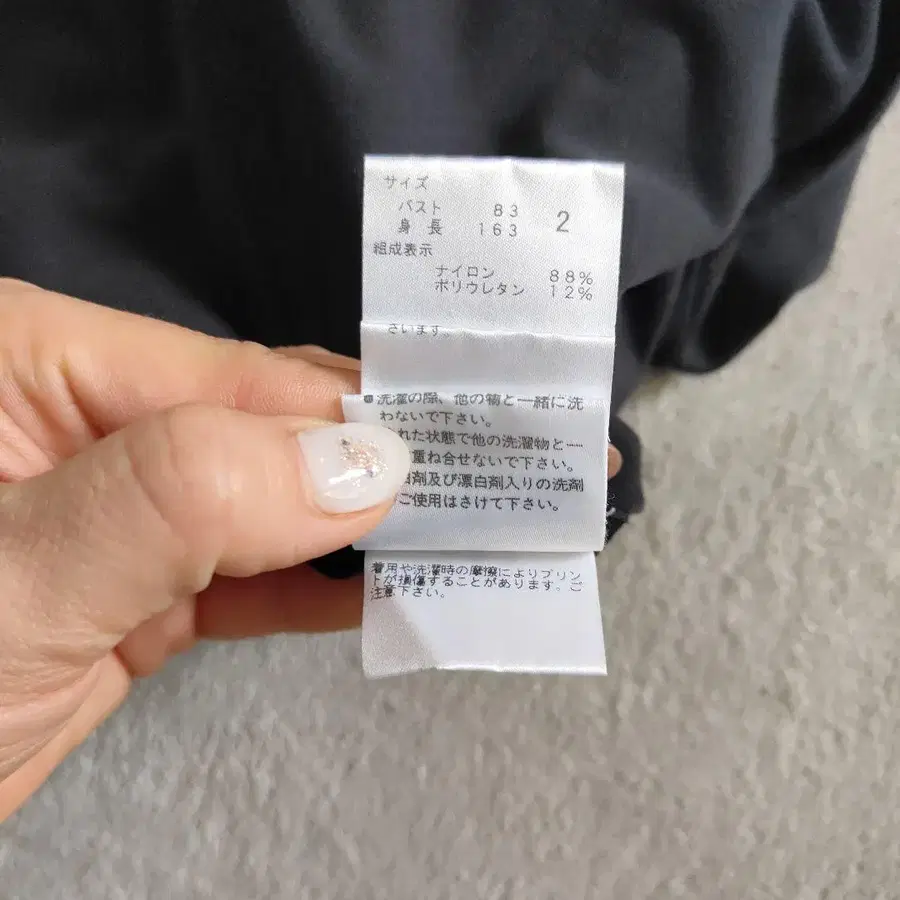 サイズ
バスト 83 2
身長 163
組成表示
ナイロン 88%
ポリウレタン 12%
さいます。
●洗濯の際、他の物と一緒に洗
わないで下さい。
れた状態で他の洗濯物と一
重ね合せないで下さい。
白剤及び漂白剤入りの洗剤
ご使用はさけて下さい。
着用や洗濯時の摩擦によりプリン
トが損傷することがあります。ご
注意下さい。